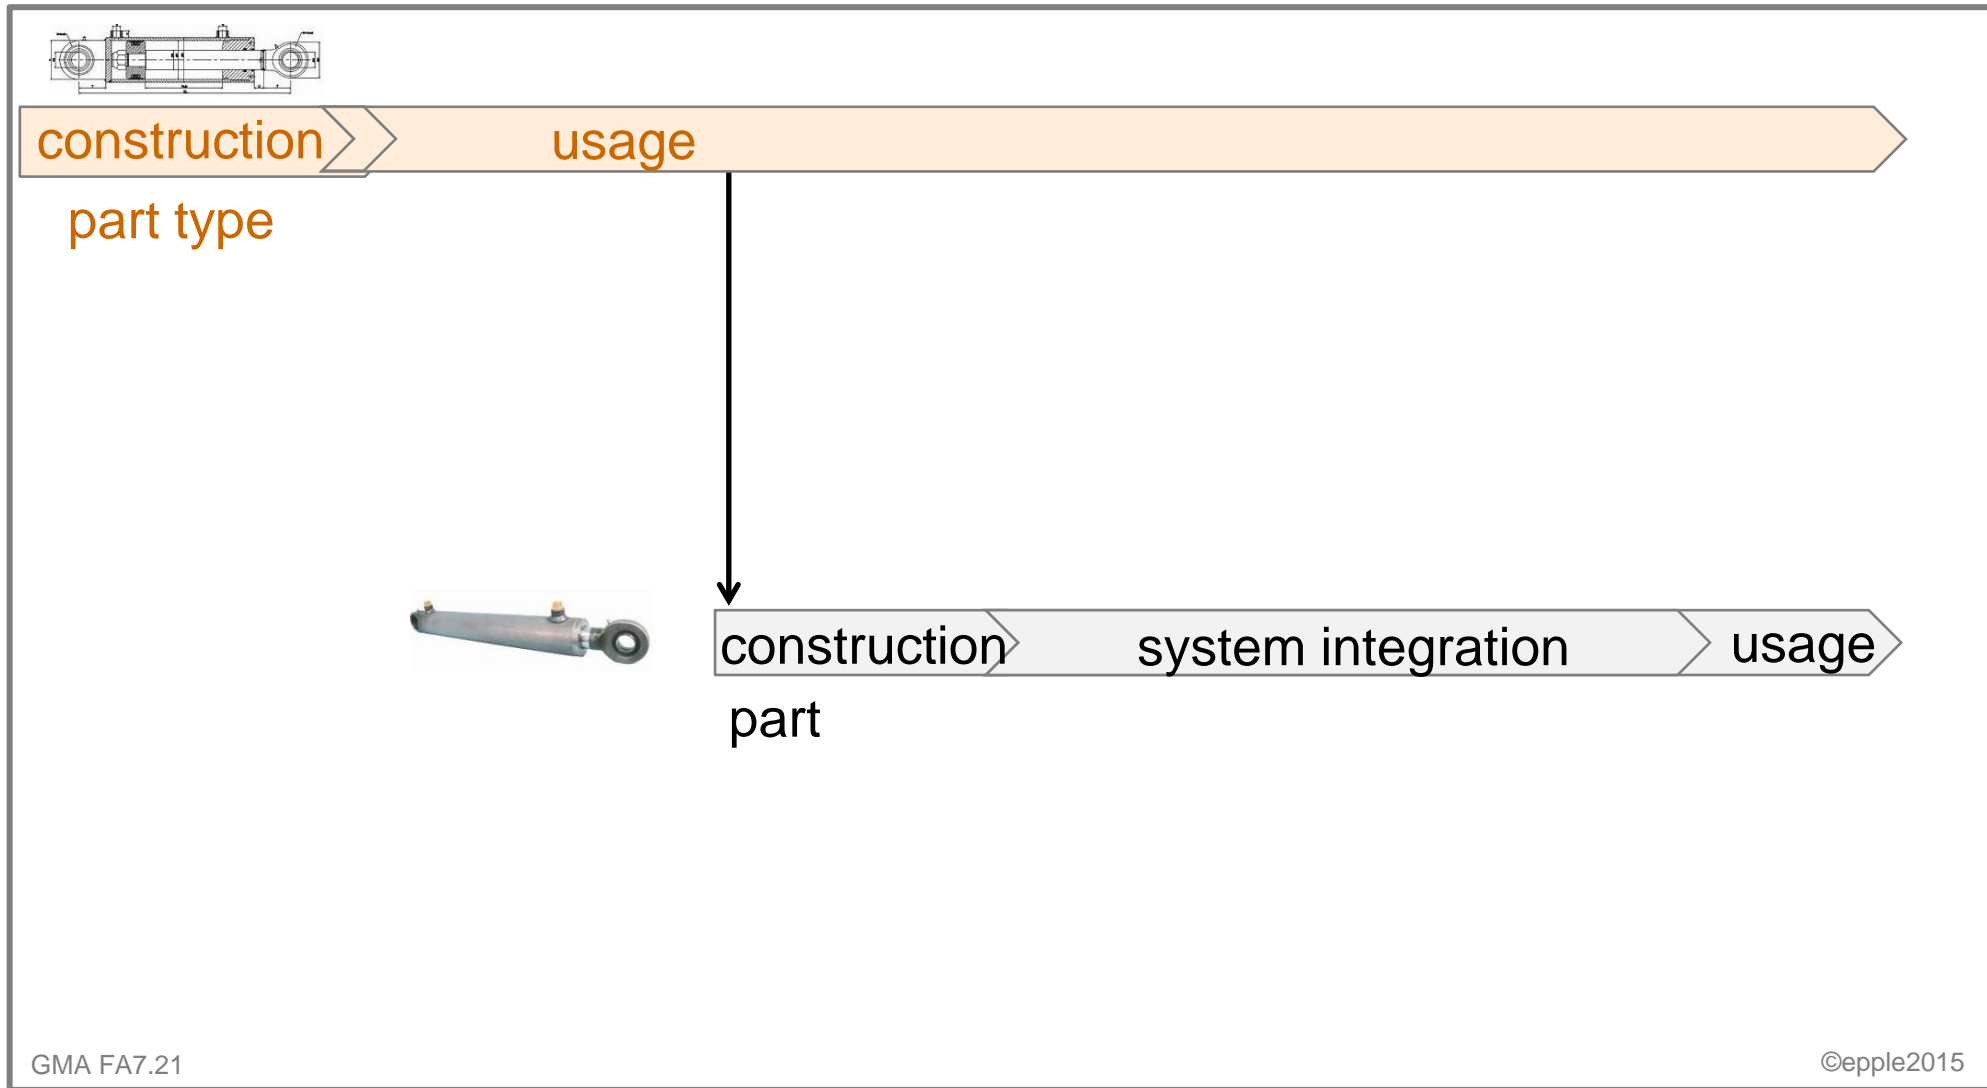 construction usage
part type
construction system integration usage
part
GMA FA7.21
©epple2015